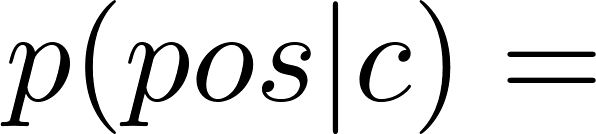 p(pos|c) =